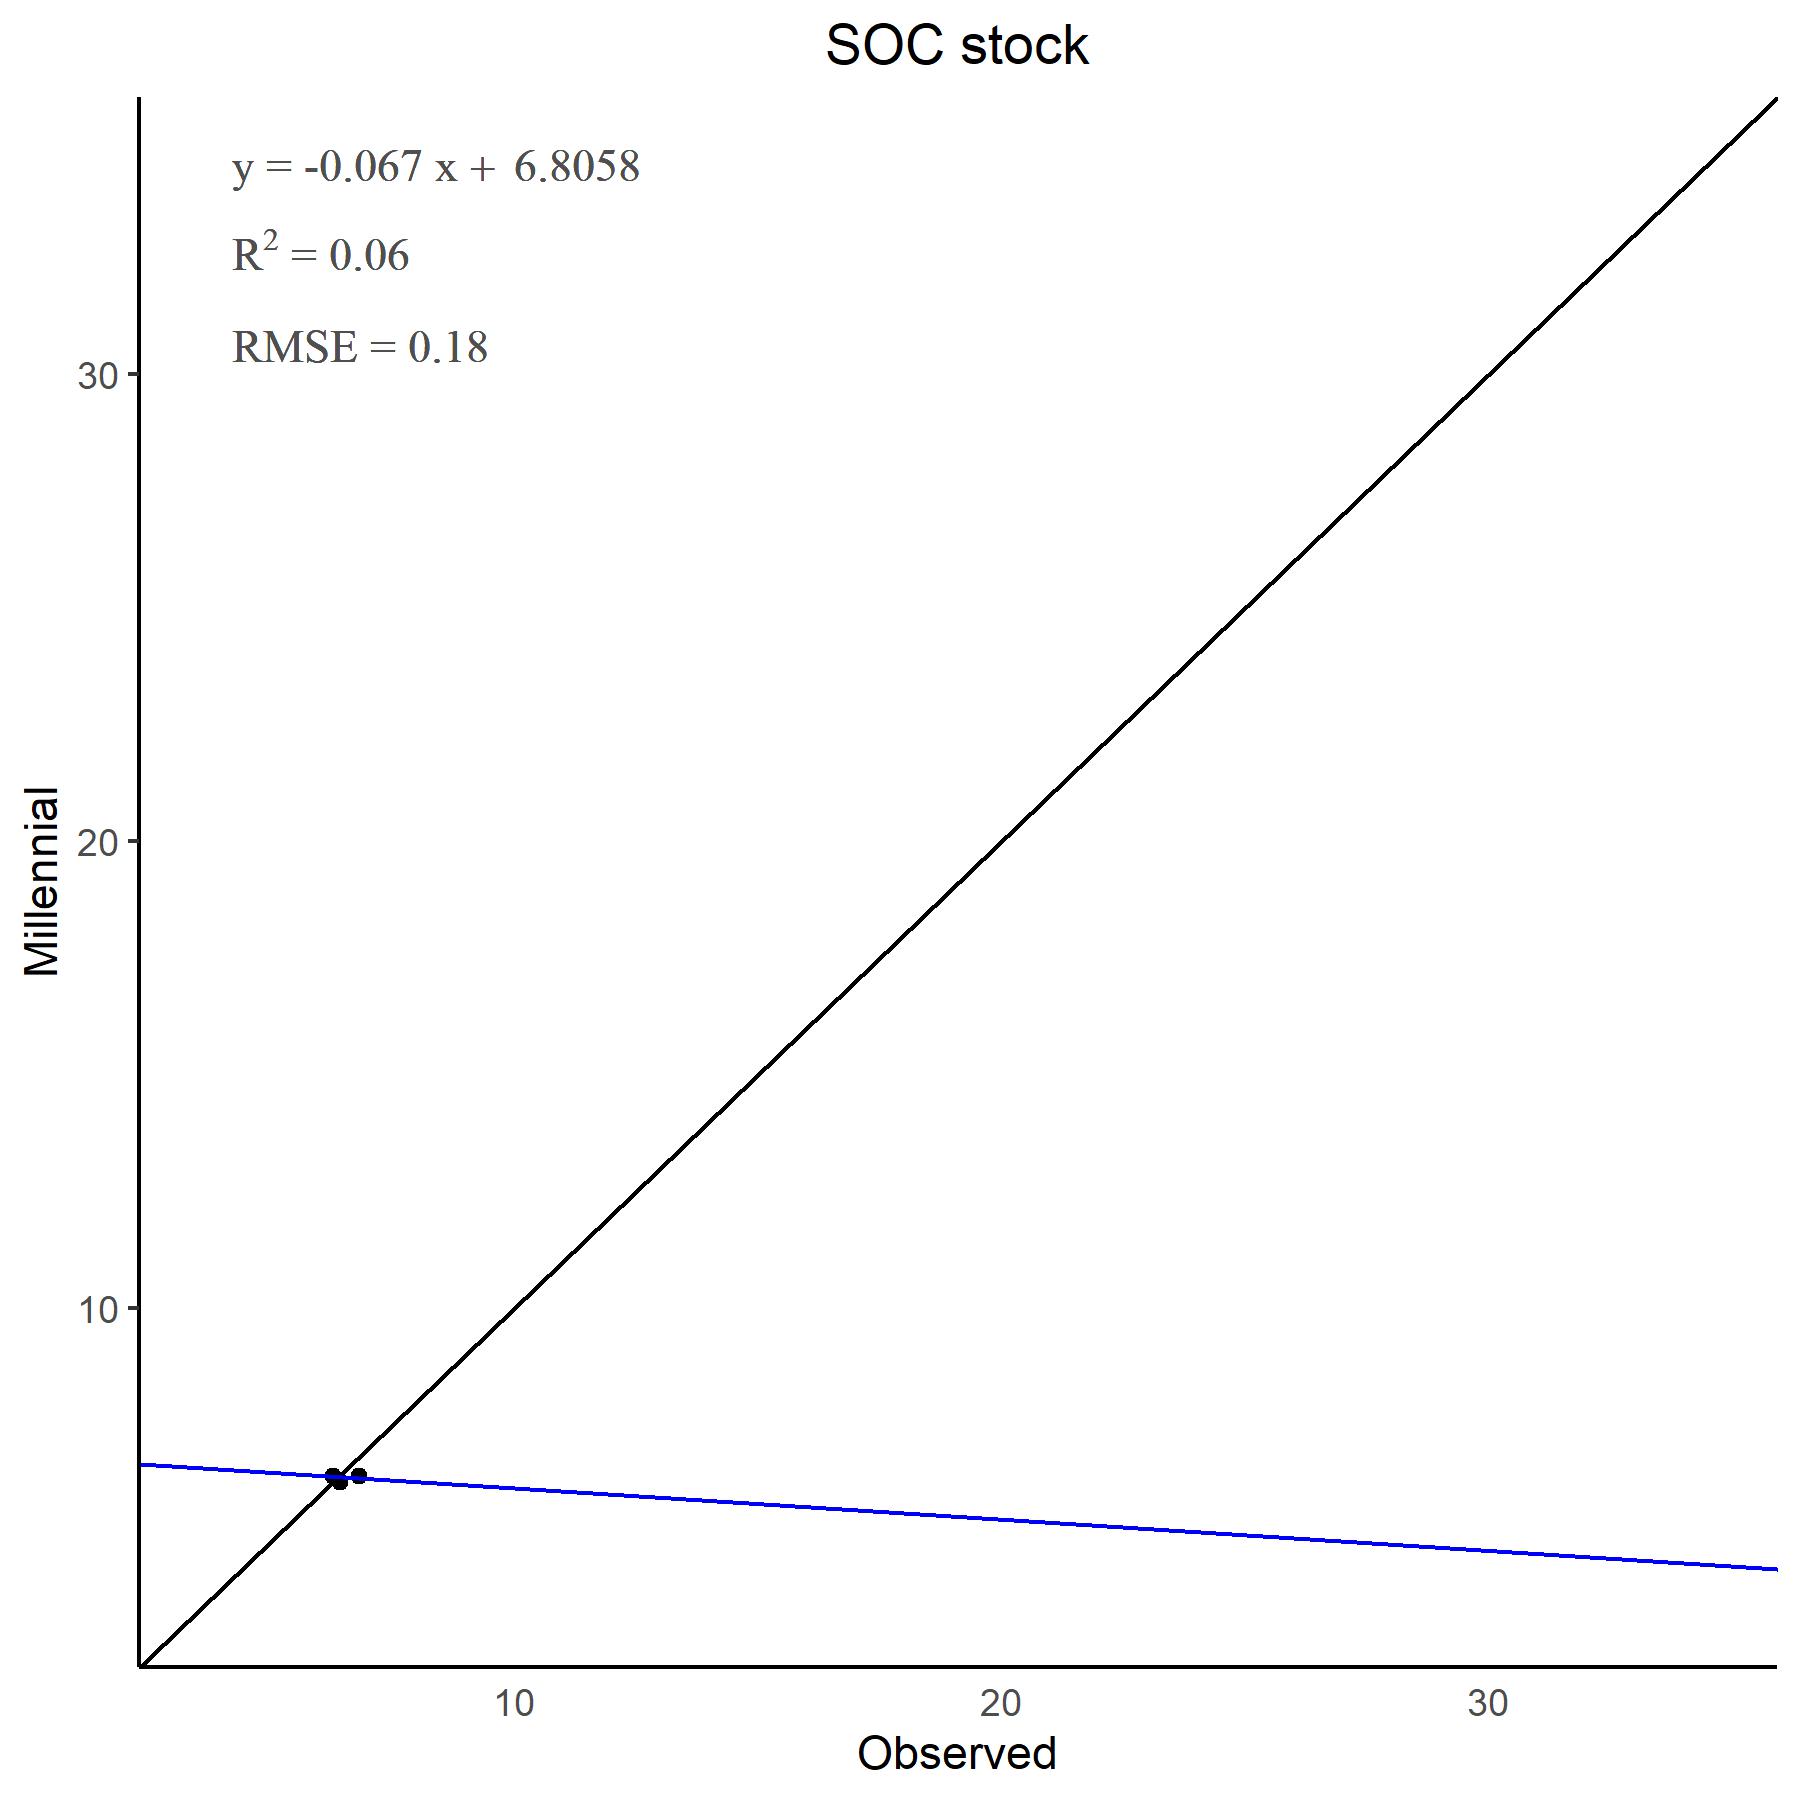 SOC stock
y = -0.067 x + 6.8058
R² = 0.06
RMSE = 0.18
30
20
10
Millennial
10 20 30
Observed